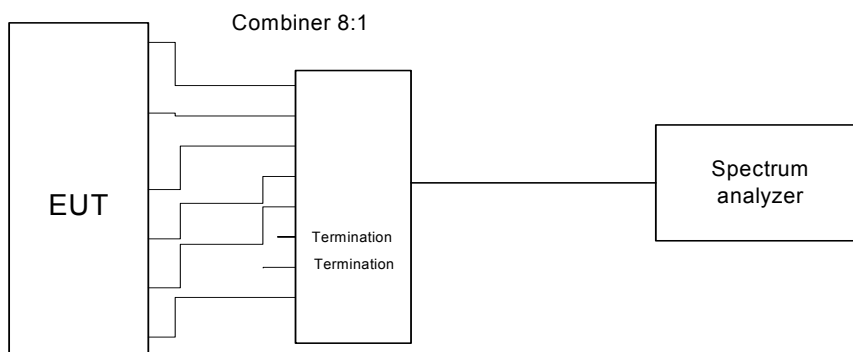 Combiner 8:1
EUT
Spectrum
analyzer
Termination
Termination